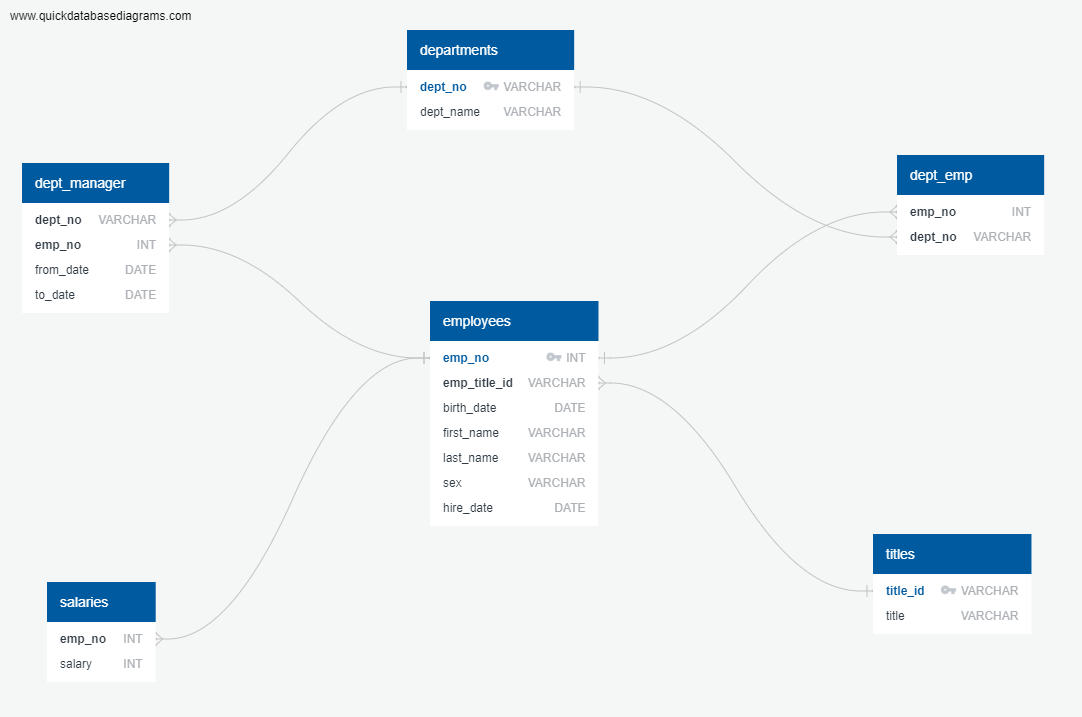 www.quickdatabasediagrams.com
departments
dept_no VARCHAR
dept_name VARCHAR
dept_manager
dept_no VARCHAR
emp_no INT
from_date DATE
to_date DATE
dept_emp
emp_no INT
dept_no VARCHAR
employees
emp_no INT
emp_title_id VARCHAR
birth_date DATE
first_name VARCHAR
last_name VARCHAR
sex VARCHAR
hire_date DATE
titles
title_id VARCHAR
title VARCHAR
salaries
emp_no INT
salary INT